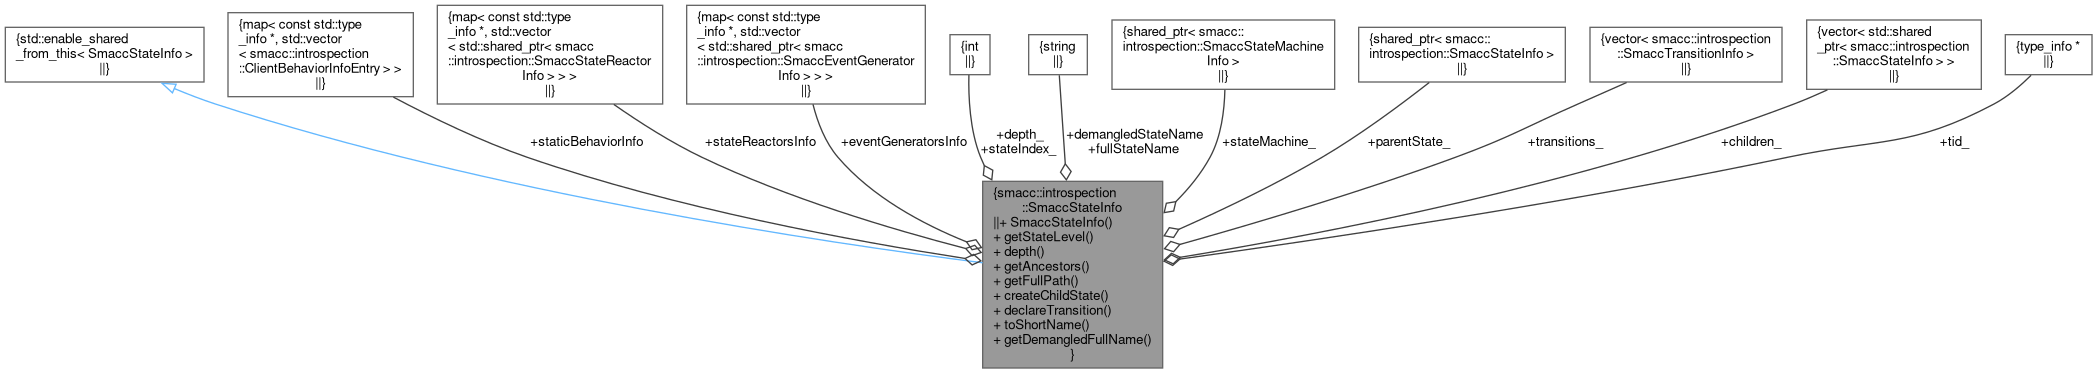 {std::enable_shared
_from_this< SmaccStateInfo >
||}
{map< const std::type
_info *, std::vector
< smacc::introspection
::ClientBehaviorInfoEntry > >
||}
{map< const std::type
_info *, std::vector
< std::shared_ptr< smacc
::introspection::SmaccStateReactor
Info > > >
||}
{map< const std::type
_info *, std::vector
< std::shared_ptr< smacc
::introspection::SmaccEventGenerator
Info > > >
||}
{int
||}
{string
||}
{shared_ptr< smacc::
introspection::SmaccStateMachine
Info >
||}
{shared_ptr< smacc::
introspection::SmaccStateInfo >
||}
{vector< smacc::introspection
::SmaccTransitionInfo >
||}
{vector< std::shared
_ptr< smacc::introspection
::SmaccStateInfo > >
||}
{type_info *
||}
+staticBehaviorInfo
+stateReactorsInfo
+eventGeneratorsInfo
+depth_
+stateIndex_
+demangledStateName
+fullStateName
+stateMachine_
+parentState_
+transitions_
+children_
+tid_
{smacc::introspection
::SmaccStateInfo
||+ SmaccStateInfo()
+ getStateLevel()
+ depth()
+ getAncestors()
+ getFullPath()
+ createChildState()
+ declareTransition()
+ toShortName()
+ getDemangledFullName()
}